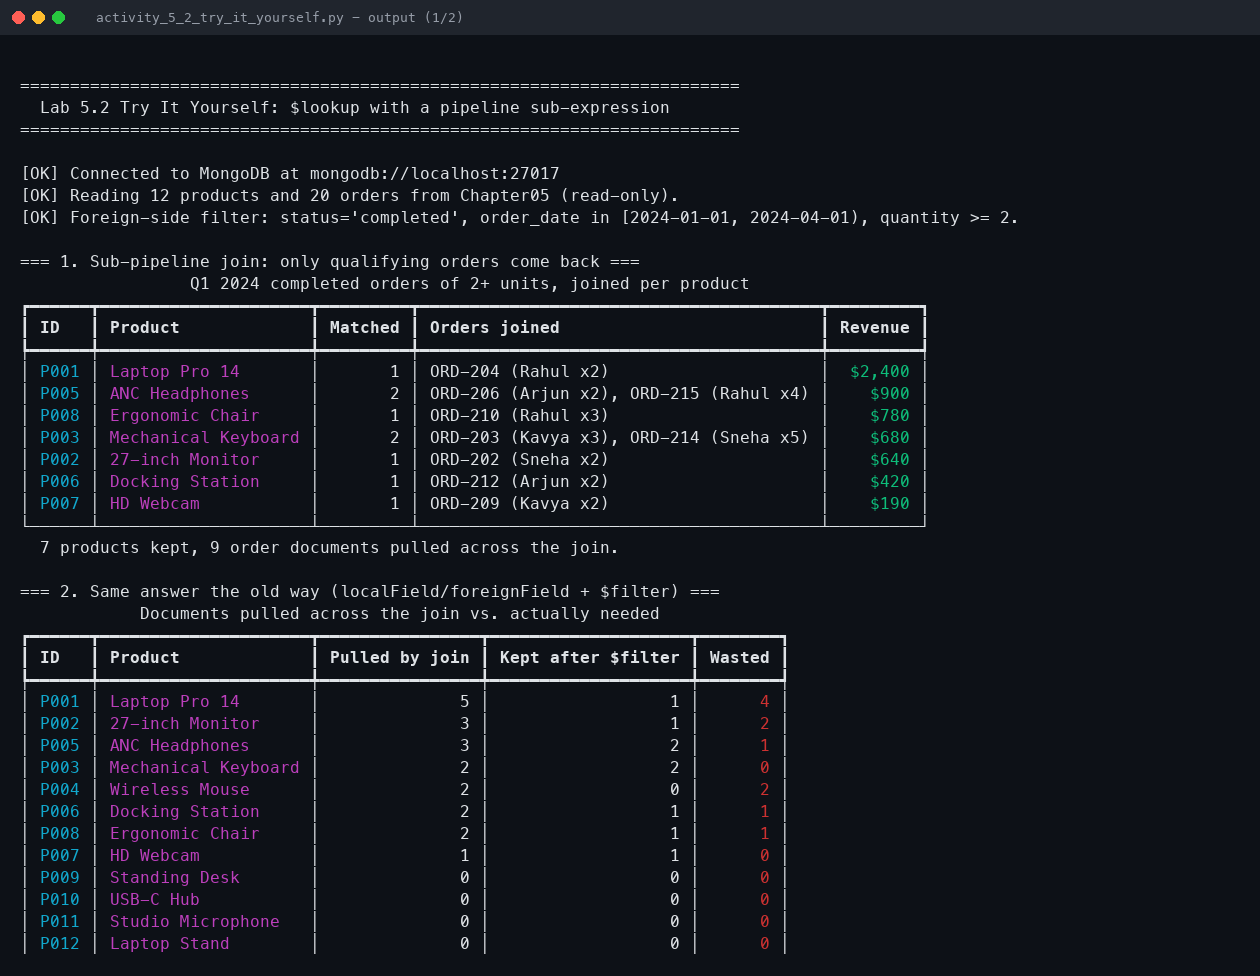 activity_5_2_try_it_yourself.py — output (1/2)
========================================================================
Lab 5.2 Try It Yourself: $lookup with a pipeline sub-expression
========================================================================
[OK] Connected to MongoDB at mongodb://localhost:27017
[OK] Reading 12 products and 20 orders from Chapter05 (read-only).
[OK] Foreign-side filter: status='completed', order_date in [2024-01-01, 2024-04-01), quantity >= 2.
=== 1. Sub-pipeline join: only qualifying orders come back ===
Q1 2024 completed orders of 2+ units, joined per product
ID Product Matched Orders joined Revenue
P001 Laptop Pro 14 1 ORD-204 (Rahul x2) $2,400
P005 ANC Headphones 2 ORD-206 (Arjun x2), ORD-215 (Rahul x4) $900
P008 Ergonomic Chair 1 ORD-210 (Rahul x3) $780
P003 Mechanical Keyboard 2 ORD-203 (Kavya x3), ORD-214 (Sneha x5) $680
P002 27-inch Monitor 1 ORD-202 (Sneha x2) $640
P006 Docking Station 1 ORD-212 (Arjun x2) $420
P007 HD Webcam 1 ORD-209 (Kavya x2) $190
7 products kept, 9 order documents pulled across the join.
=== 2. Same answer the old way (localField/foreignField + $filter) ===
Documents pulled across the join vs. actually needed
ID Product Pulled by join Kept after $filter Wasted
P001 Laptop Pro 14 5 1 4
P002 27-inch Monitor 3 1 2
P005 ANC Headphones 3 2 1
P003 Mechanical Keyboard 2 2 0
P004 Wireless Mouse 2 0 2
P006 Docking Station 2 1 1
P008 Ergonomic Chair 2 1 1
P007 HD Webcam 1 1 0
P009 Standing Desk 0 0 0
P010 USB-C Hub 0 0 0
P011 Studio Microphone 0 0 0
P012 Laptop Stand 0 0 0